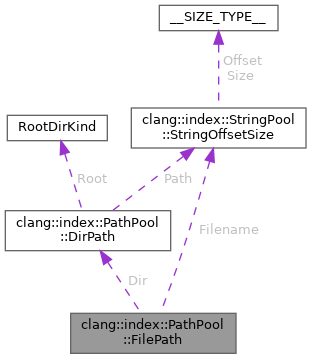 __SIZE_TYPE__
Offset
Size
clang::index::StringPool
::StringOffsetSize
RootDirKind
Root
Path
clang::index::PathPool
::DirPath
Filename
Dir
clang::index::PathPool
::FilePath